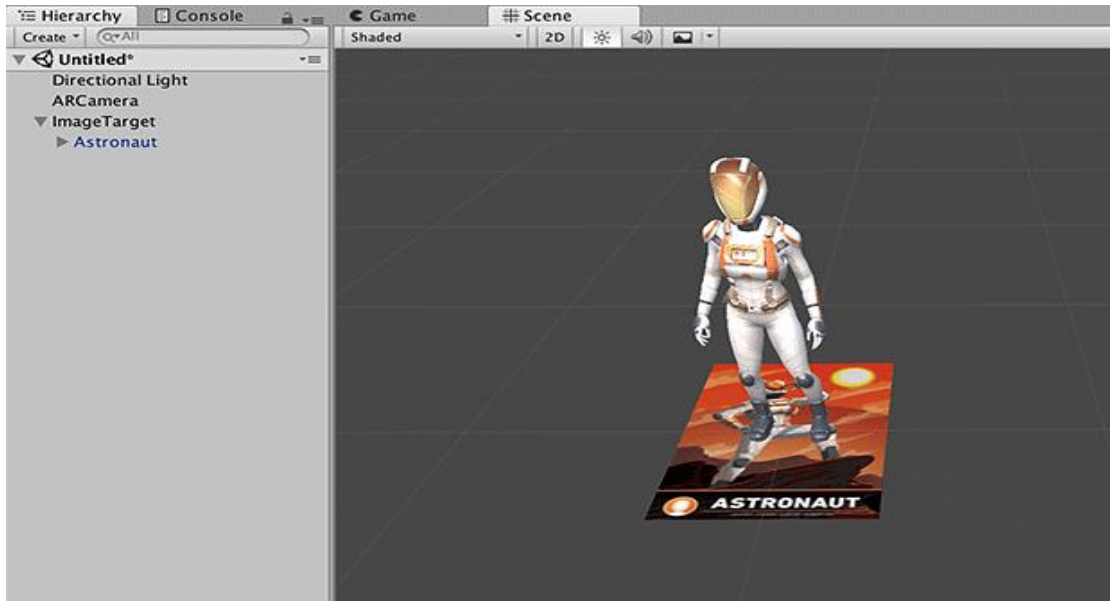 Hierarchy Console
Create All
Untitled*
Directional Light
ARCamera
ImageTarget
Astronaut
Game Scene
Shaded 2D
ASTRONAUT